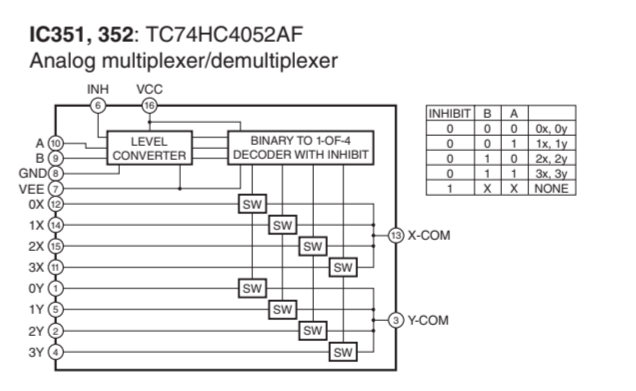 IC351, 352: TC74HC4052AF
Analog multiplexer/demultiplexer
INH VCC
6 16
A 10
B 9
GND 8
VEE 7
LEVEL
CONVERTER
BINARY TO 1-OF-4
DECODER WITH INHIBIT
0X 12 SW
1X 14 SW
2X 15 SW
3X 11 SW
13 X-COM
0Y 1 SW
1Y 5 SW
2Y 2 SW
3Y 4 SW
3 Y-COM
INHIBIT B A
0 0 0 0x, 0y
0 0 1 1x, 1y
0 1 0 2x, 2y
0 1 1 3x, 3y
1 X X NONE